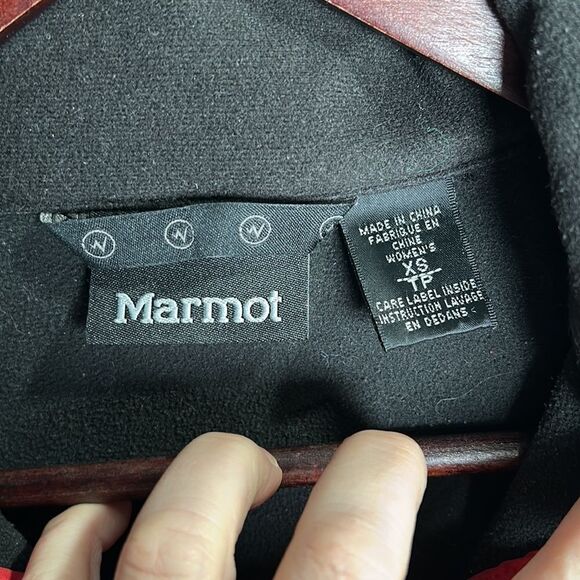 Marmot
MADE IN CHINA
FABRIQUE EN
CHINE
WOMEN'S
XS
TP
CARE LABEL INSIDE
INSTRUCTION LAVAGE
EN DEDANS